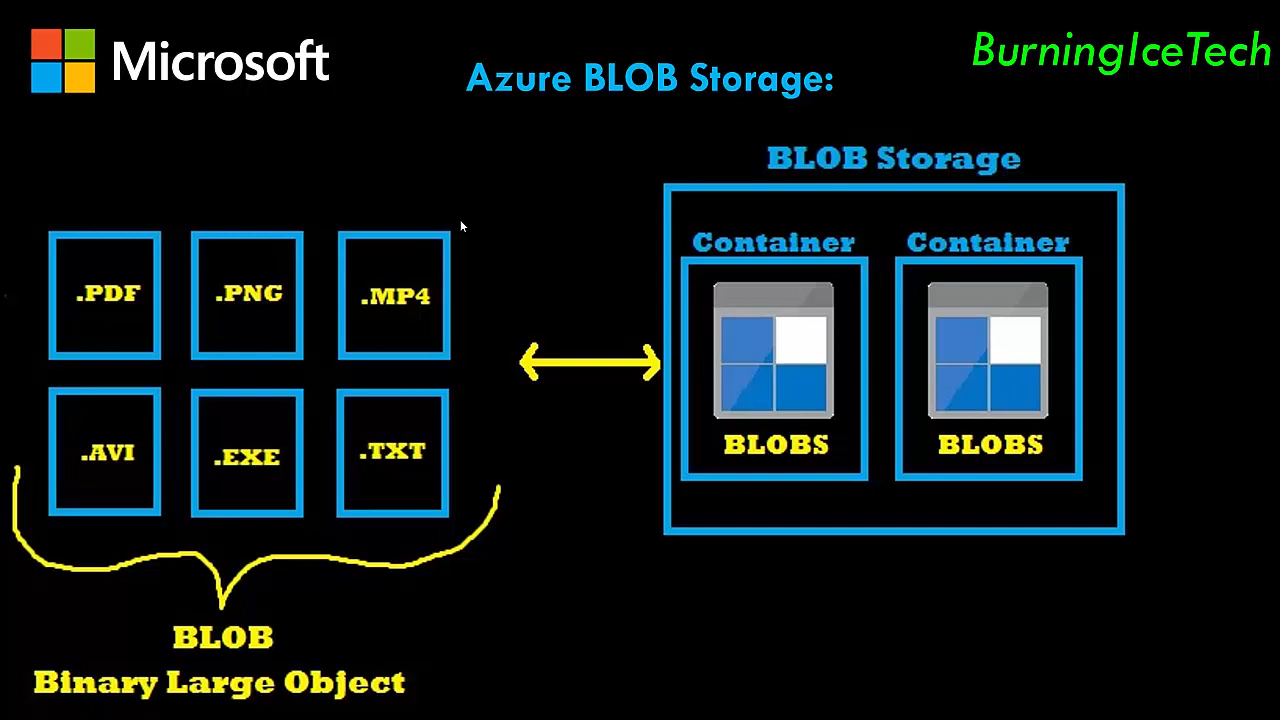 Microsoft
BurningIceTech
Azure BLOB Storage:
BLOB Storage
Container
Container
.PDF
.PNG
.MP4
.AVI
.EXE
.TXT
BLOBS
BLOBS
BLOB
Binary Large Object